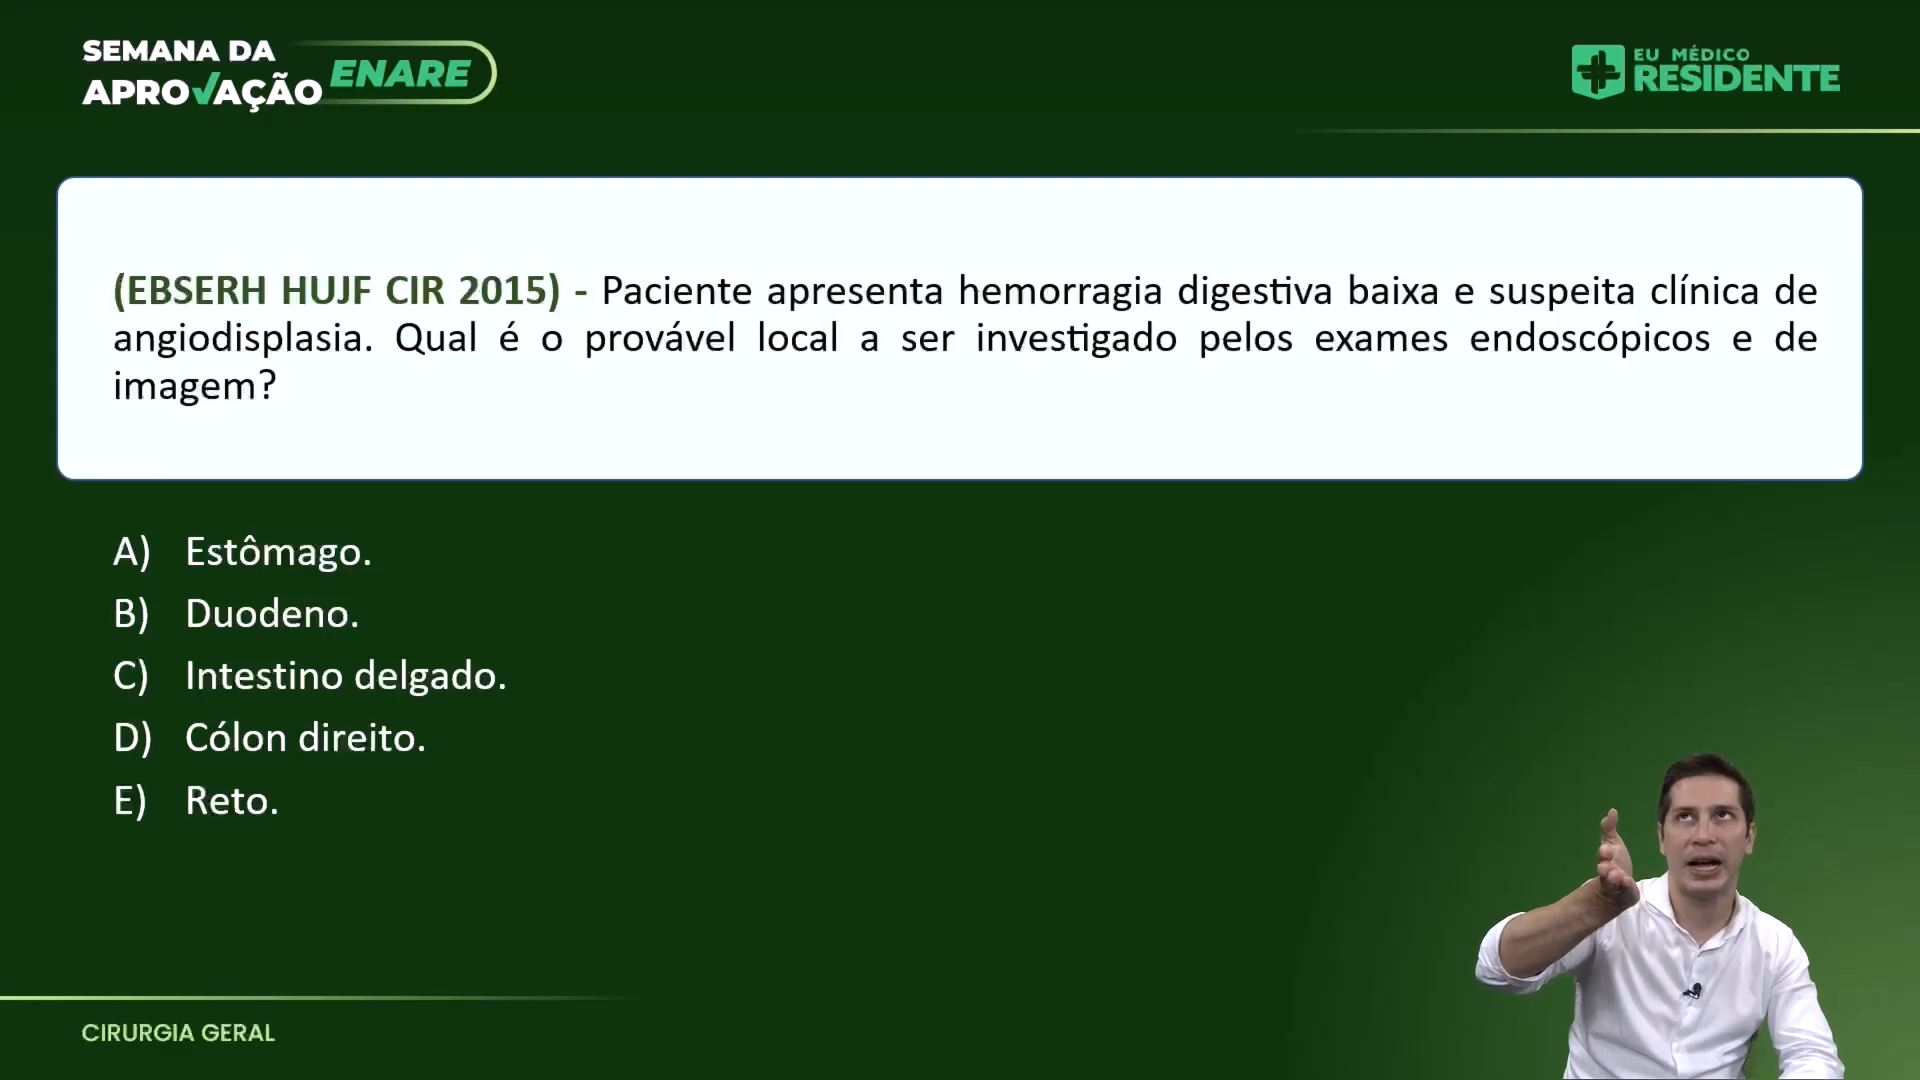 SEMANA DA
APROVAÇÃO ENARE
EU MÉDICO
RESIDENTE
(EBSERH HUJF CIR 2015) - Paciente apresenta hemorragia digestiva baixa e suspeita clínica de
angiodisplasia. Qual é o provável local a ser investigado pelos exames endoscópicos e de
imagem?
A) Estômago.
B) Duodeno.
C) Intestino delgado.
D) Cólon direito.
E) Reto.
CIRURGIA GERAL